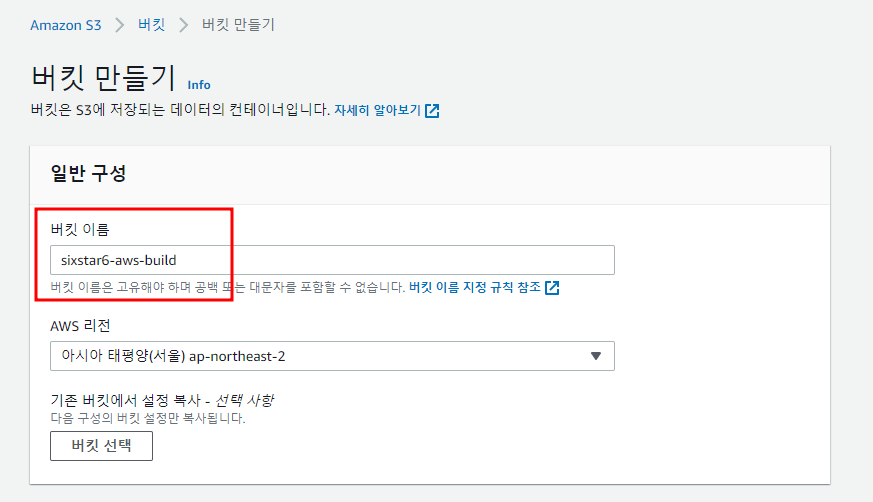 Amazon S3 > 버킷 > 버킷 만들기
버킷 만들기 Info
버킷은 S3에 저장되는 데이터의 컨테이너입니다. 자세히 알아보기
일반 구성
버킷 이름
sixstar6-aws-build
버킷 이름은 고유해야 하며 공백 또는 대문자를 포함할 수 없습니다. 버킷 이름 지정 규칙 참조
AWS 리전
아시아 태평양(서울) ap-northeast-2
기존 버킷에서 설정 복사 - 선택 사항
다음 구성의 버킷 설정만 복사됩니다.
버킷 선택